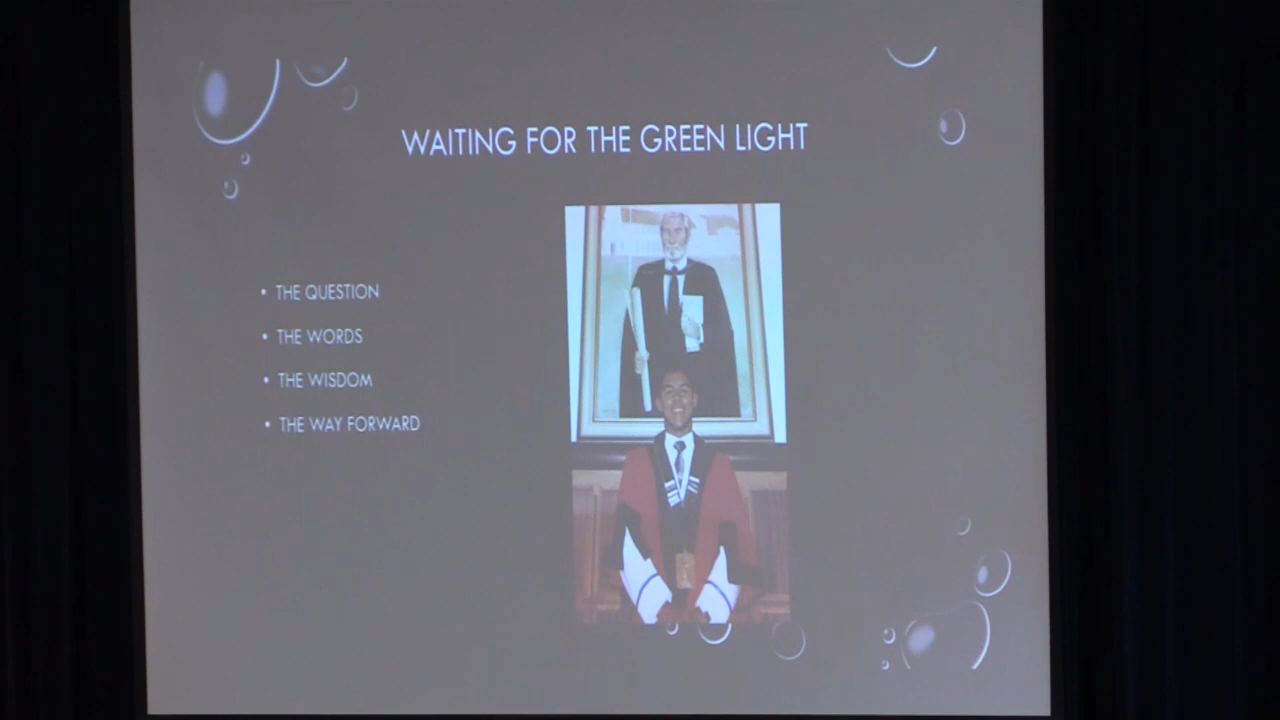 WAITING FOR THE GREEN LIGHT
• THE QUESTION
• THE WORDS
• THE WISDOM
• THE WAY FORWARD